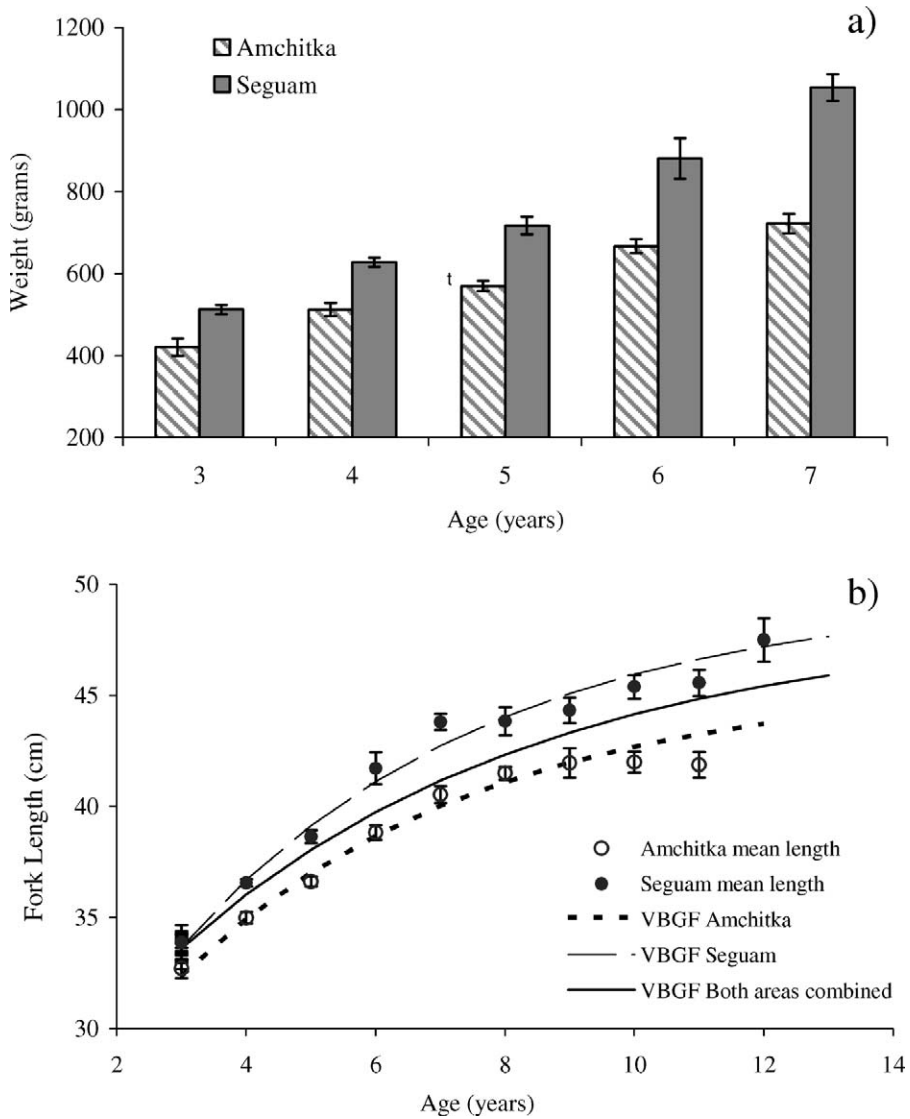 a)
1200
1000
800
600
400
200
Weight (grams)
Amchitka
Seguam
t
3 4 5 6 7
Age (years)
b)
50
45
40
35
30
Fork Length (cm)
Amchitka mean length
Seguam mean length
VBGF Amchitka
VBGF Seguam
VBGF Both areas combined
2 4 6 8 10 12 14
Age (years)